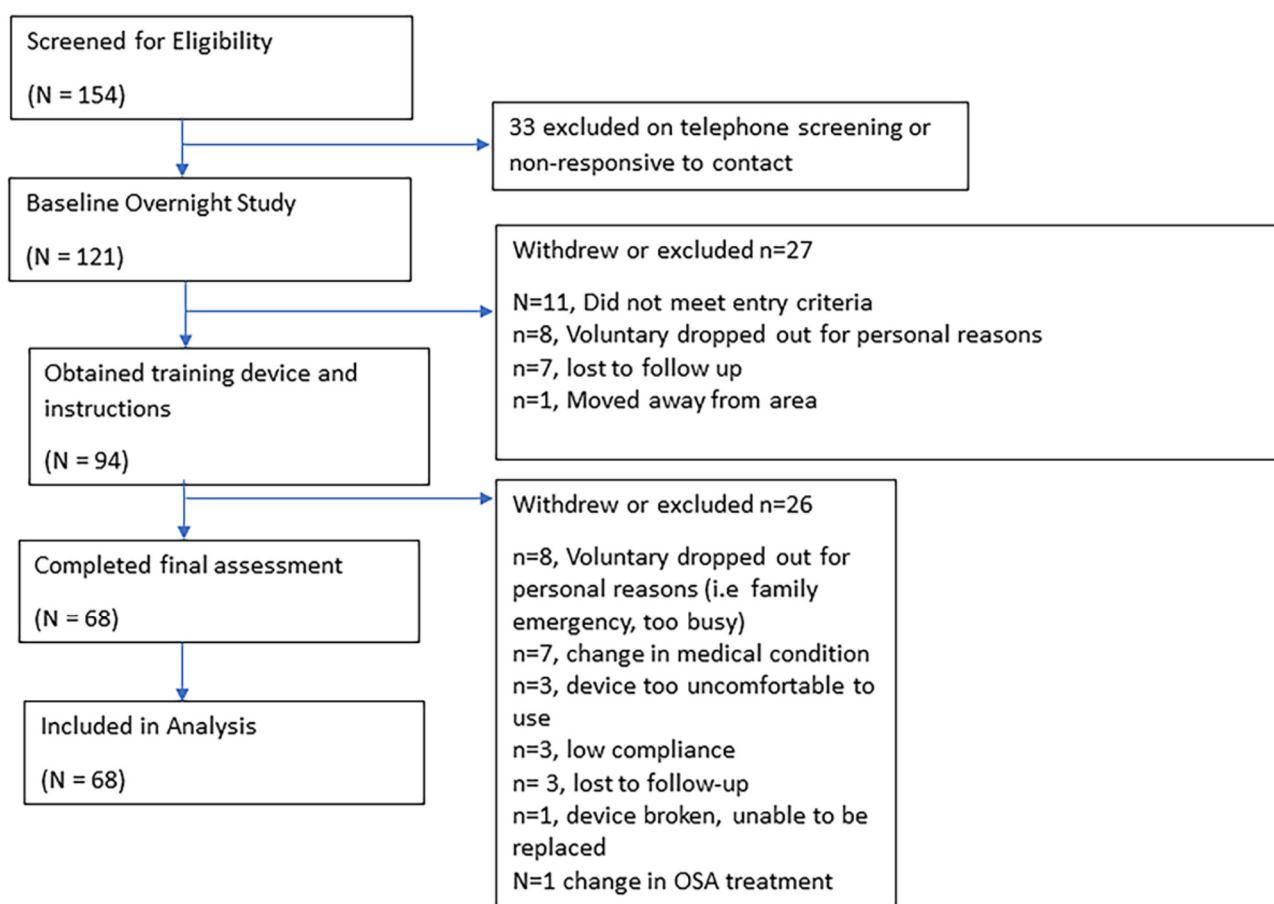 Screened for Eligibility
(N = 154)
33 excluded on telephone screening or
non-responsive to contact
Baseline Overnight Study
(N = 121)
Withdrew or excluded n=27
N=11, Did not meet entry criteria
n=8, Voluntary dropped out for personal reasons
n=7, lost to follow up
n=1, Moved away from area
Obtained training device and
instructions
(N = 94)
Withdrew or excluded n=26
n=8, Voluntary dropped out for
personal reasons (i.e family
emergency, too busy)
n=7, change in medical condition
n=3, device too uncomfortable to
use
n=3, low compliance
n= 3, lost to follow-up
n=1, device broken, unable to be
replaced
N=1 change in OSA treatment
Completed final assessment
(N = 68)
Included in Analysis
(N = 68)